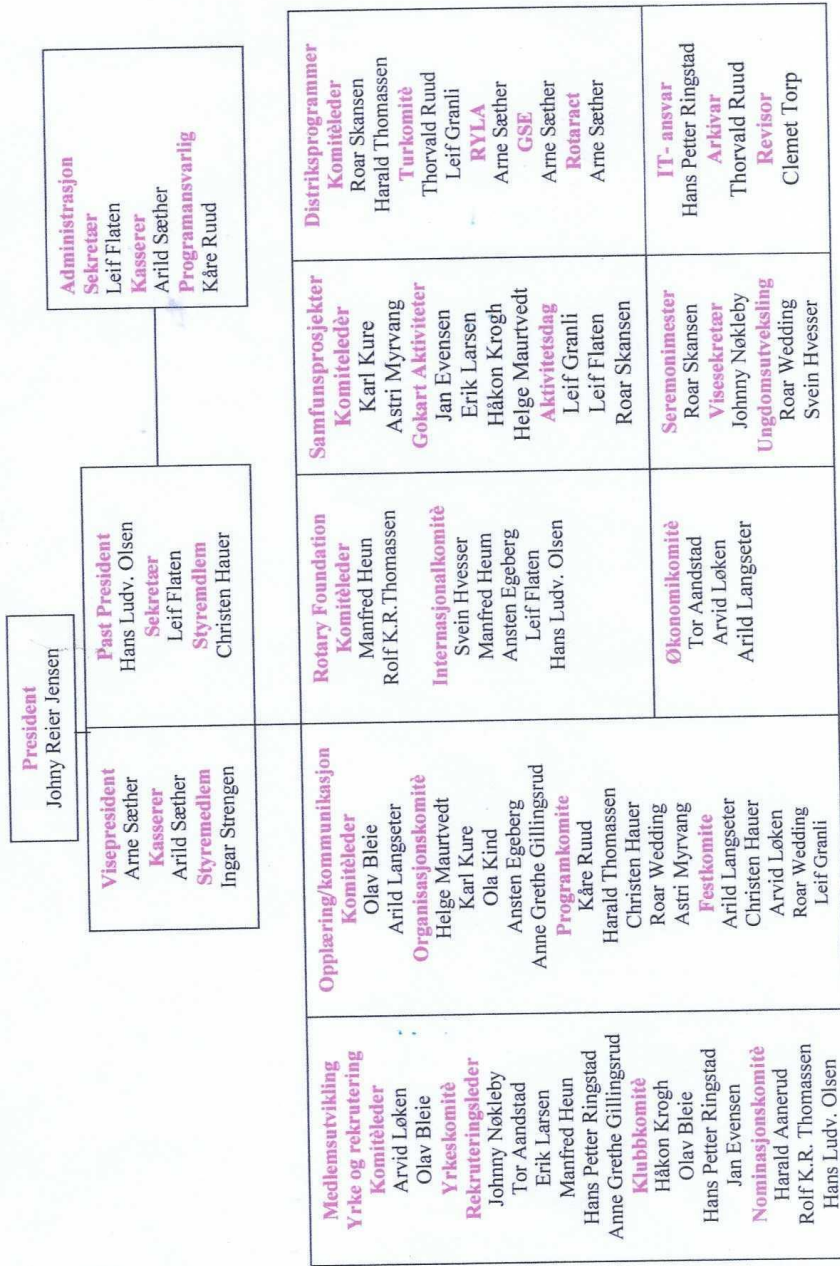 President
Johny Reier Jensen
Administrasjon
Sekretær
Leif Flaten
Kasserer
Arild Sæther
Programansvarlig
Kåre Ruud
Visepresident
Arne Sæther
Kasserer
Arild Sæther
Styremedlem
Ingar Strengen
Past President
Hans Ludv. Olsen
Sekretær
Leif Flaten
Styremdlem
Christen Hauer
Medlemsutvikling
Yrke og rekrutering
Komitèleder
Arvid Løken
Olav Bleie
Yrkeskomitè
Rekruteringsleder
Johnny Nøkleby
Tor Aandstad
Erik Larsen
Manfred Heun
Hans Petter Ringstad
Anne Grethe Gillingsrud
Klubbkomitè
Håkon Krogh
Olav Bleie
Hans Petter Ringstad
Jan Evensen
Nominasjonskomitè
Harald Aanerud
Rolf K.R. Thomassen
Hans Ludv. Olsen
Opplæring/kommunikasjon
Komitèleder
Olav Bleie
Arild Langseter
Organisasjonskomitè
Helge Maurtvedt
Karl Kure
Ola Kind
Ansten Egeberg
Anne Grethe Gillingsrud
Programkomite
Kåre Ruud
Harald Thomassen
Christen Hauer
Roar Wedding
Astri Myrvang
Festkomite
Arild Langseter
Christen Hauer
Arvid Løken
Roar Wedding
Leif Granli
Rotary Foundation
Komitèleder
Manfred Heun
Rolf K.R.Thomassen
Internasjonalkomitè
Svein Hvesser
Manfred Heum
Ansten Egeberg
Leif Flaten
Hans Ludv. Olsen
Samfunsprosjekter
Komiteledèr
Karl Kure
Astri Myrvang
Gokart Aktiviteter
Jan Evensen
Erik Larsen
Håkon Krogh
Helge Maurtvedt
Aktivitetsdag
Leif Granli
Leif Flaten
Roar Skansen
Distriksprogrammer
Komitèleder
Roar Skansen
Harald Thomassen
Turkomitè
Thorvald Ruud
Leif Granli
RYLA
Arne Sæther
GSE
Arne Sæther
Rotaract
Arne Sæther
Økonomikomitè
Tor Aandstad
Arvid Løken
Arild Langseter
Seremonimester
Roar Skansen
Visesekretær
Johnny Nøkleby
Ungdomsutveksling
Roar Wedding
Svein Hvesser
IT- ansvar
Hans Petter Ringstad
Arkivar
Thorvald Ruud
Revisor
Clemet Torp